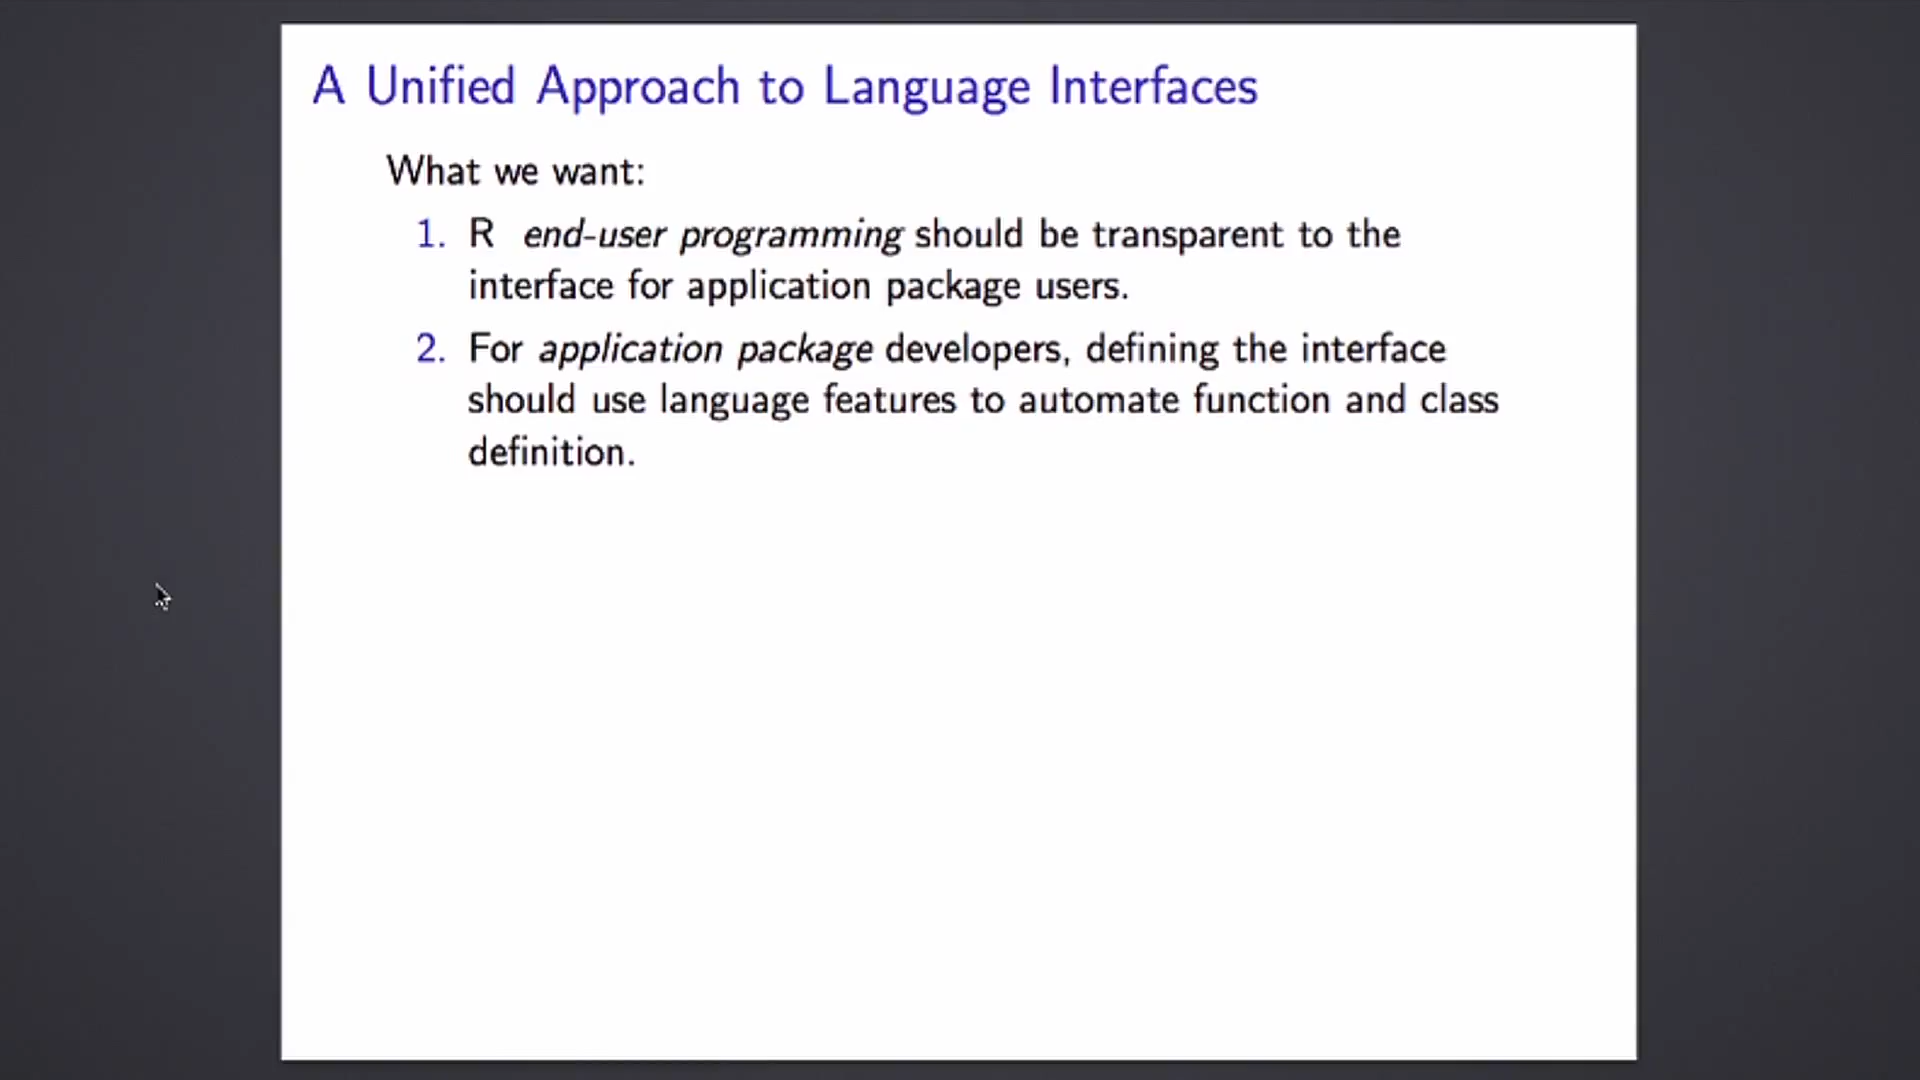 A Unified Approach to Language Interfaces
What we want:
1. R end-user programming should be transparent to the
interface for application package users.
2. For application package developers, defining the interface
should use language features to automate function and class
definition.